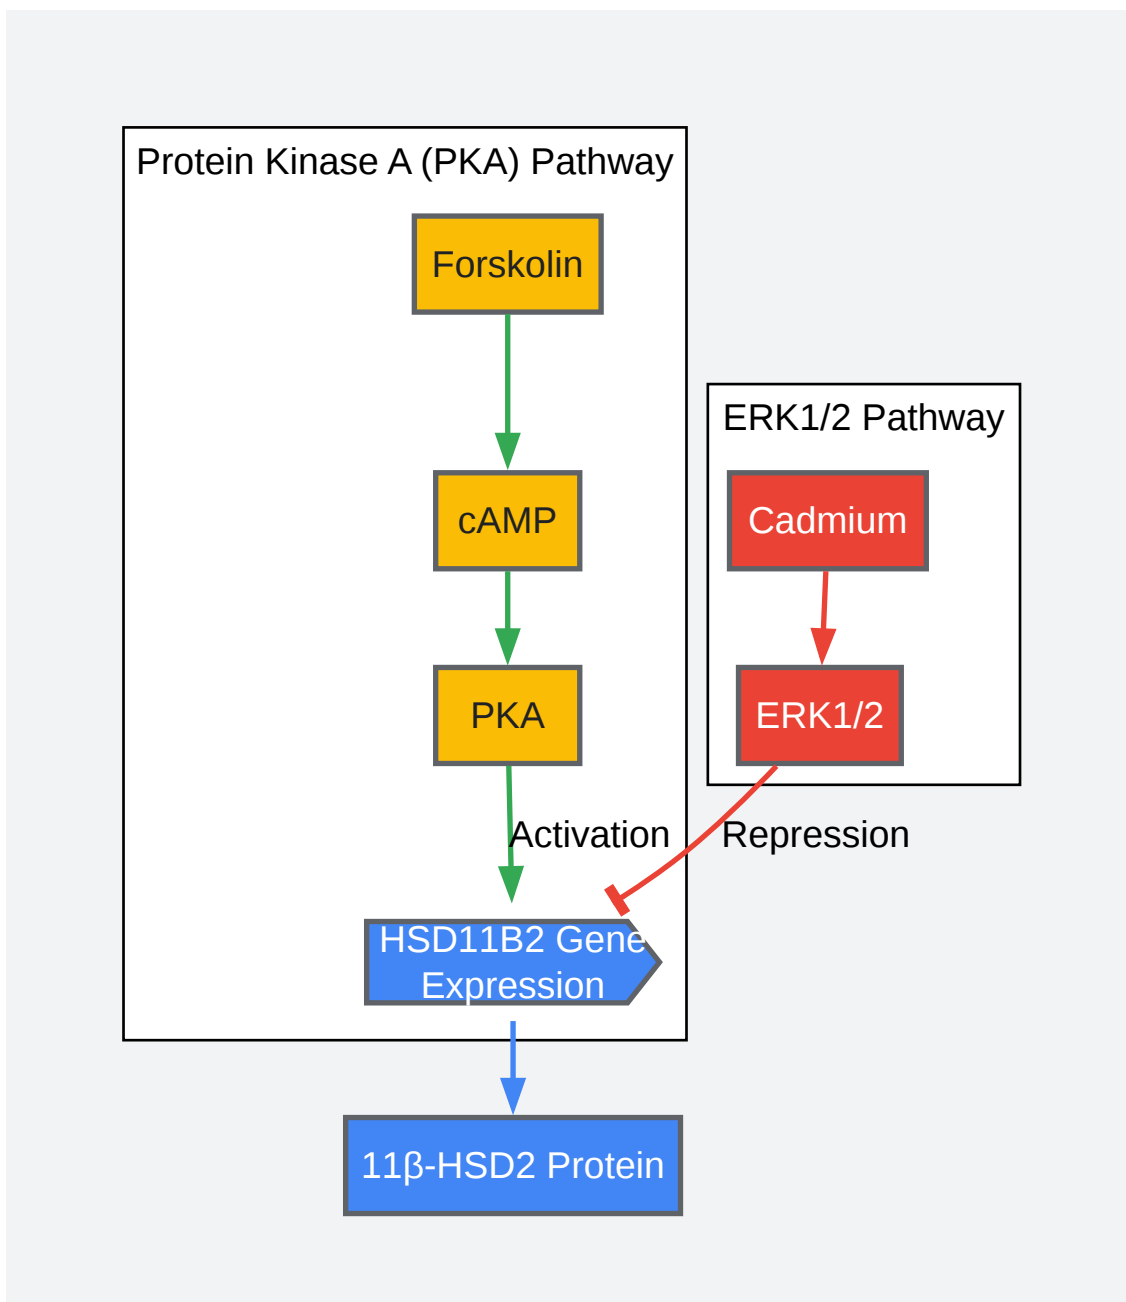 Protein Kinase A (PKA) Pathway
Forskolin
ERK1/2 Pathway
cAMP
Cadmium
PKA
ERK1/2
Activation
Repression
HSD11B2 Gene
Expression
11β-HSD2 Protein